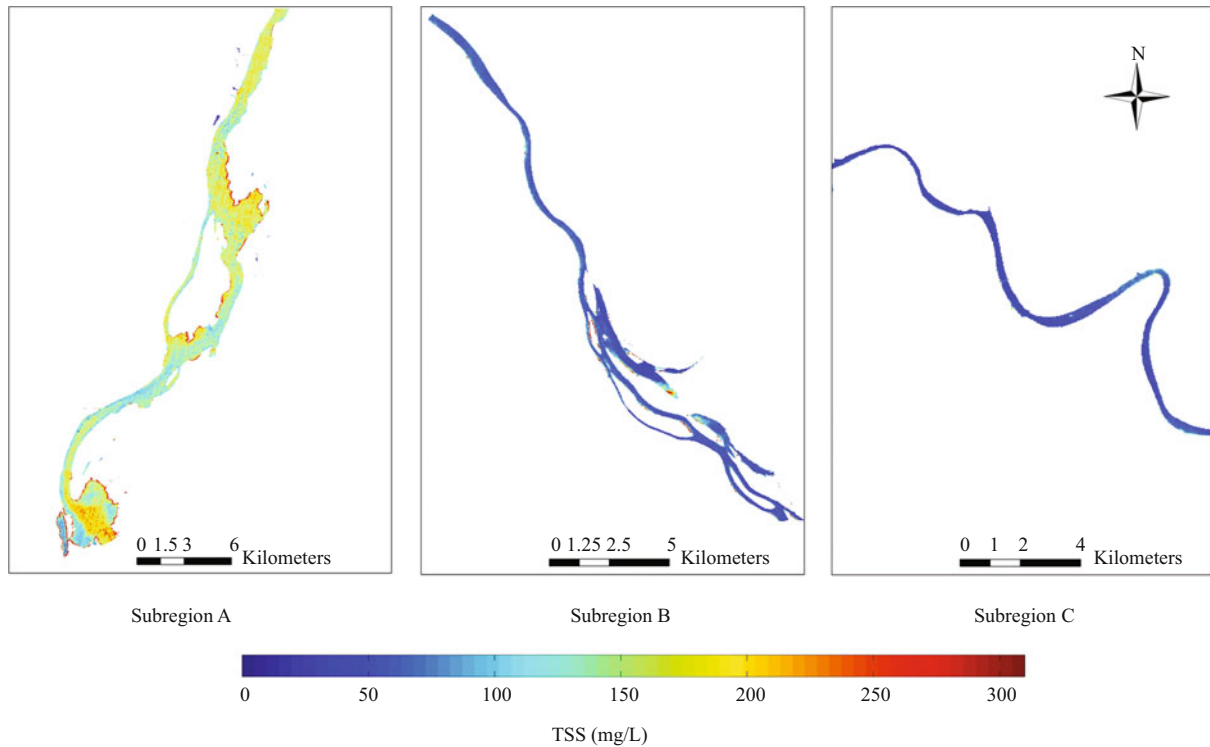 N
0 1.5 3 6 Kilometers
0 1.25 2.5 5 Kilometers
0 1 2 4 Kilometers
Subregion A
Subregion B
Subregion C
0 50 100 150 200 250 300
TSS (mg/L)